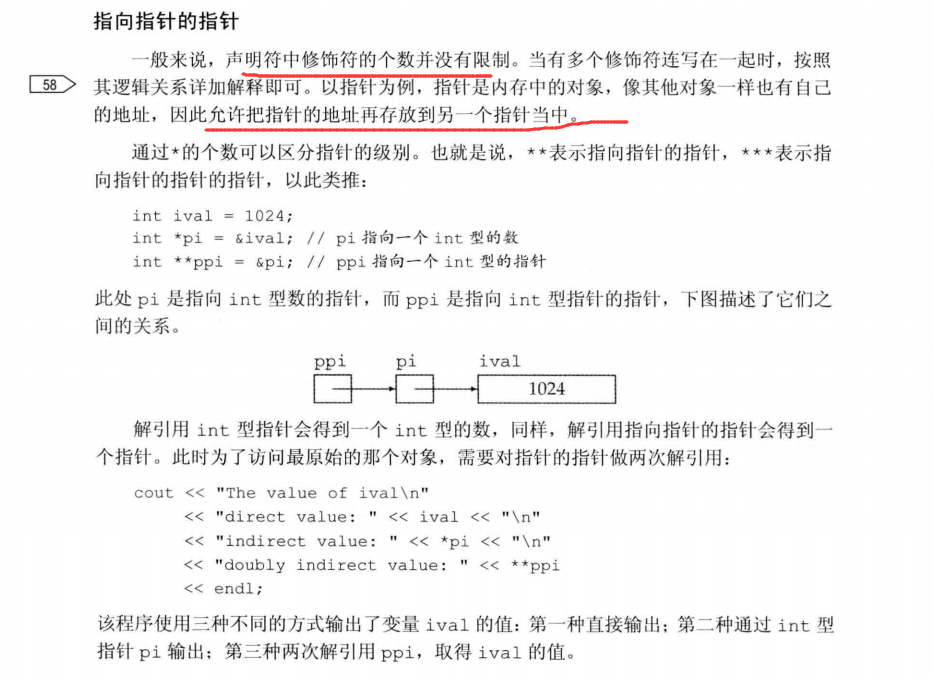 指向指针的指针
一般来说，声明符中修饰符的个数并没有限制。当有多个修饰符连写在一起时，按照
58
其逻辑关系详加解释即可。以指针为例，指针是内存中的对象，像其他对象一样也有自己
的地址，因此允许把指针的地址再存放到另一个指针当中。
通过*的个数可以区分指针的级别。也就是说，**表示指向指针的指针，***表示指
向指针的指针的指针，以此类推：
int ival = 1024;
int *pi = &ival; // pi 指向一个 int 型的数
int **ppi = &pi; // ppi 指向一个 int 型的指针
此处 pi 是指向 int 型数的指针，而 ppi 是指向 int 型指针的指针，下图描述了它们之
间的关系。
ppi pi ival
1024
解引用 int 型指针会得到一个 int 型的数，同样，解引用指向指针的指针会得到一
个指针。此时为了访问最原始的那个对象，需要对指针的指针做两次解引用：
cout << "The value of ival\n"
<< "direct value: " << ival << "\n"
<< "indirect value: " << *pi << "\n"
<< "doubly indirect value: " << **ppi
<< endl;
该程序使用三种不同的方式输出了变量 ival 的值：第一种直接输出；第二种通过 int 型
指针 pi 输出；第三种两次解引用 ppi，取得 ival 的值。